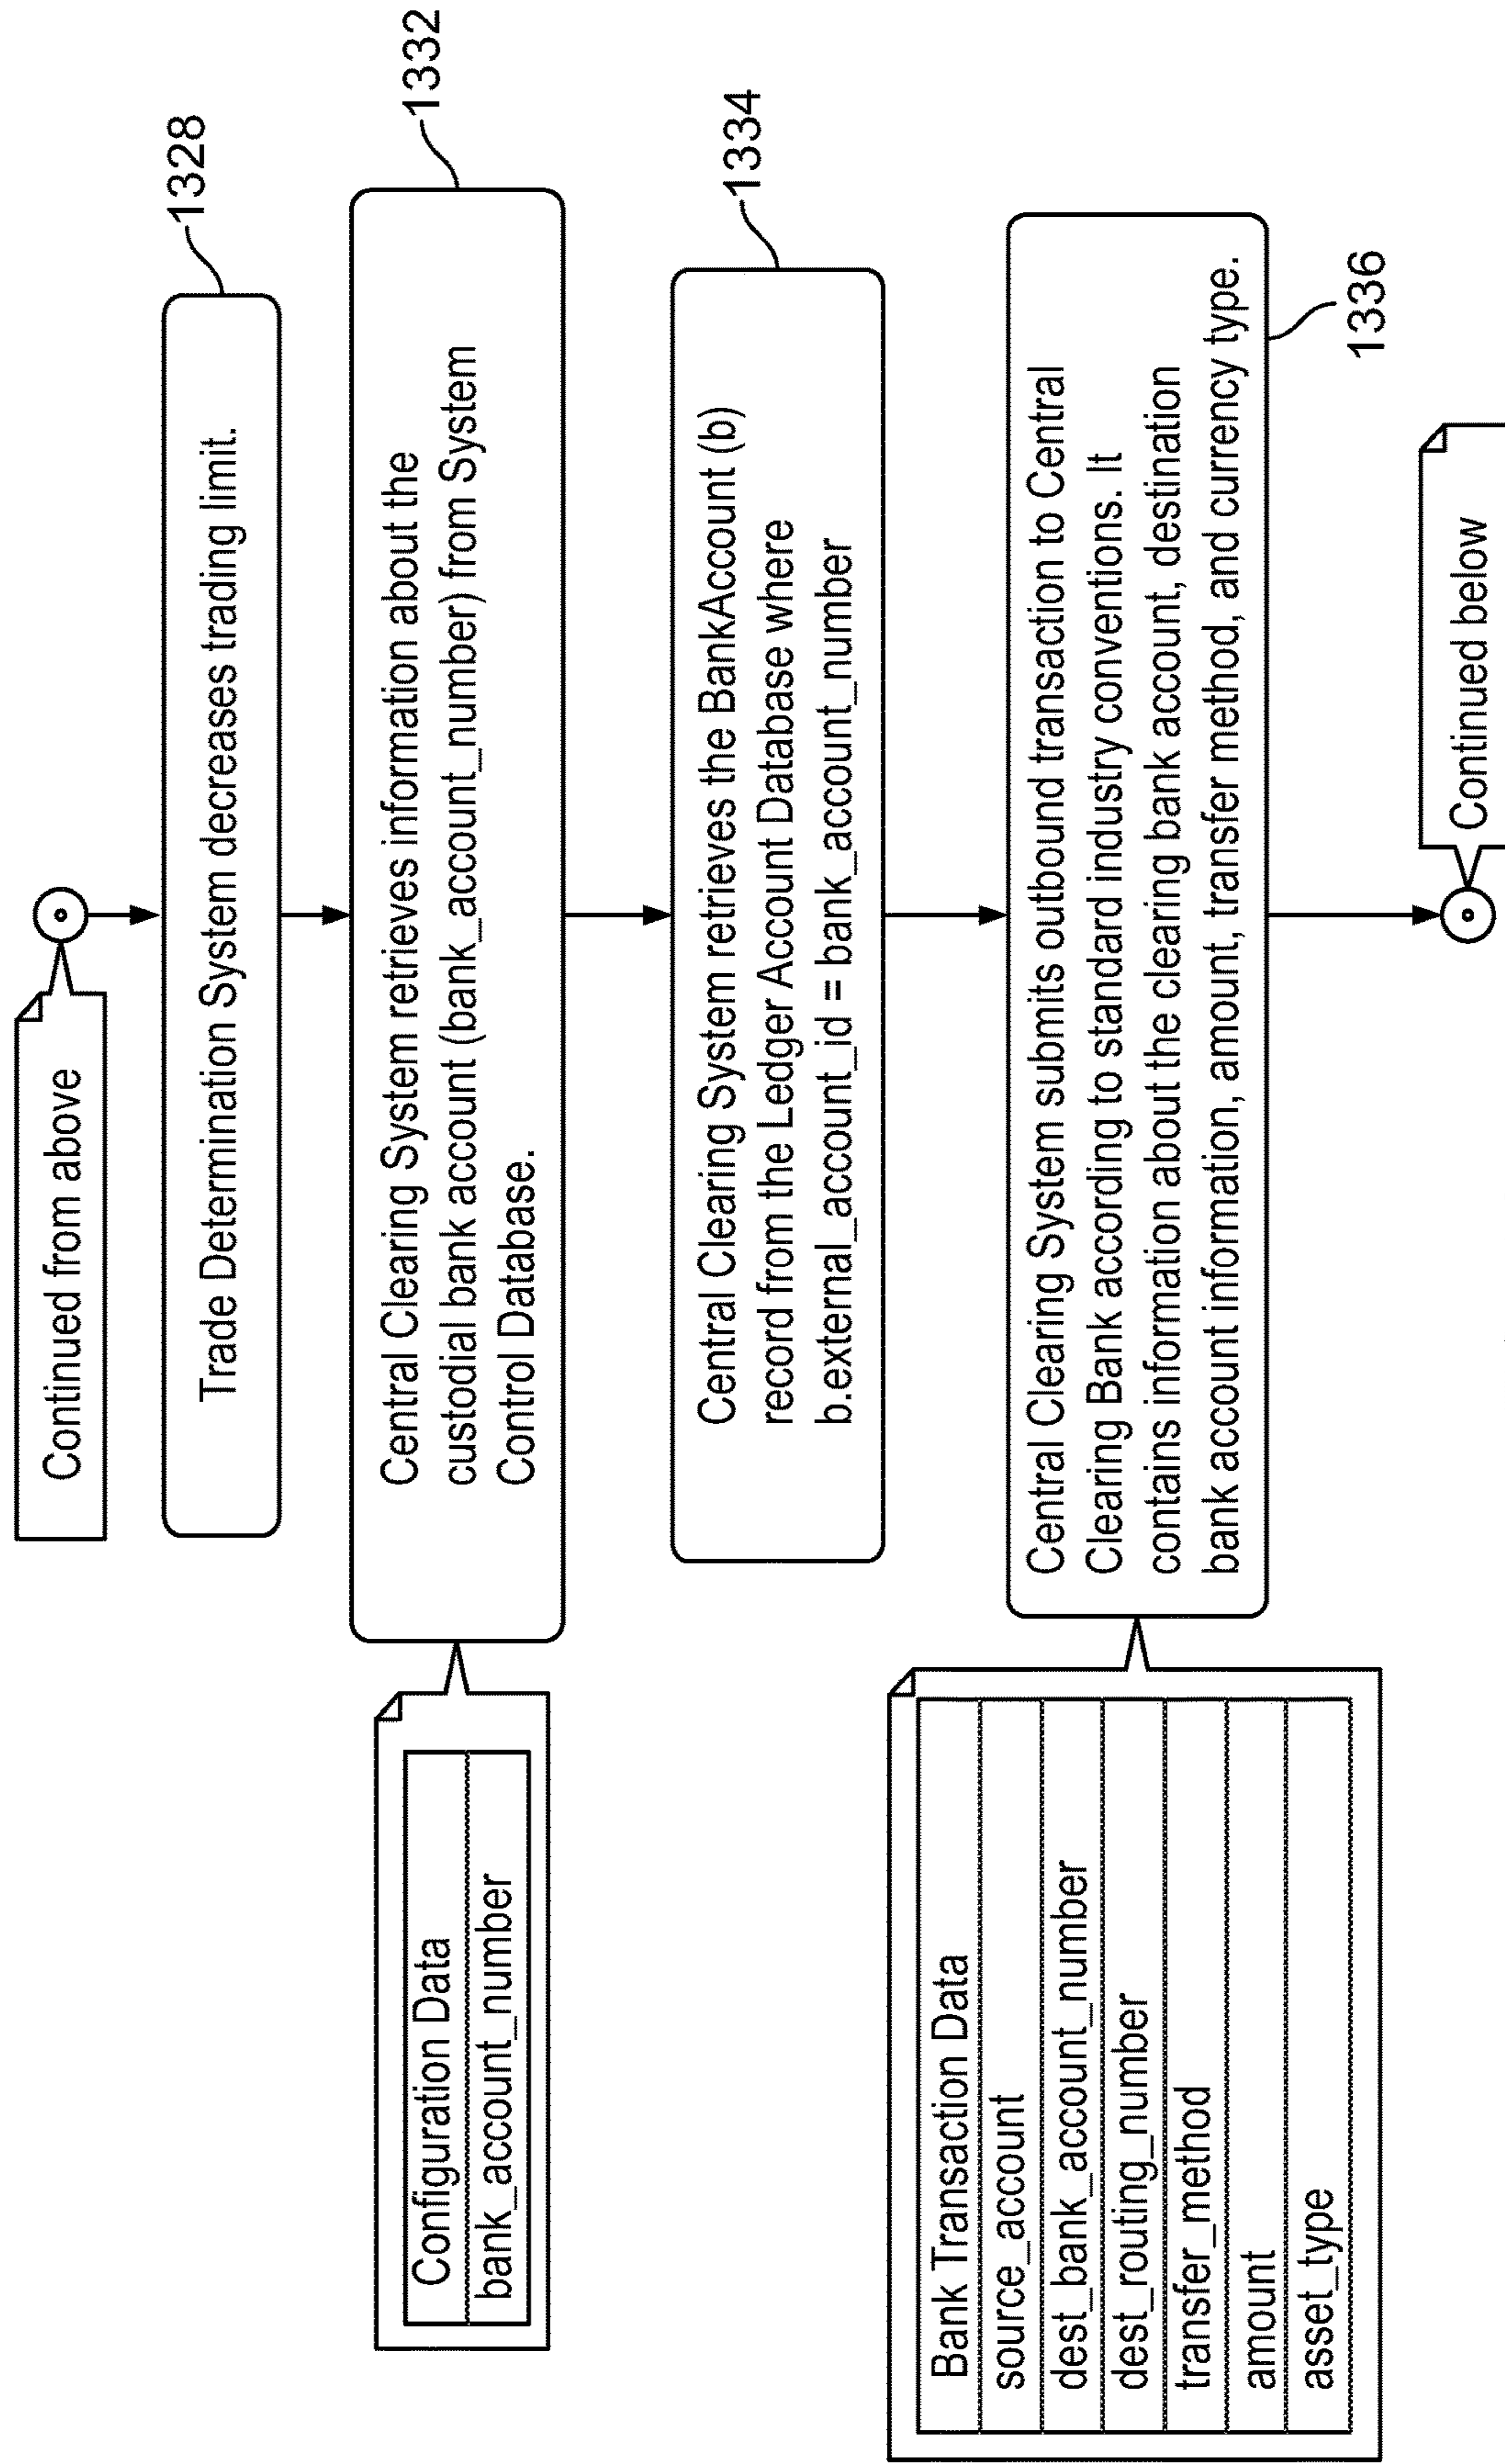 Continued from above
1328
Trade Determination System decreases trading limit.
1332
Central Clearing System retrieves information about the
custodial bank account (bank_account_number) from System
Control Database.
Configuration Data
bank_account_number
1334
Central Clearing System retrieves the BankAccount (b)
record from the Ledger Account Database where
b.external_account_id = bank_account_number
Central Clearing System submits outbound transaction to Central
Clearing Bank according to standard industry conventions. It
contains information about the clearing bank account, destination
bank account information, amount, transfer method, and currency type.
1336
Bank Transaction Data
source_account
dest_bank_account_number
dest_routing_number
transfer_method
amount
asset_type
Continued below